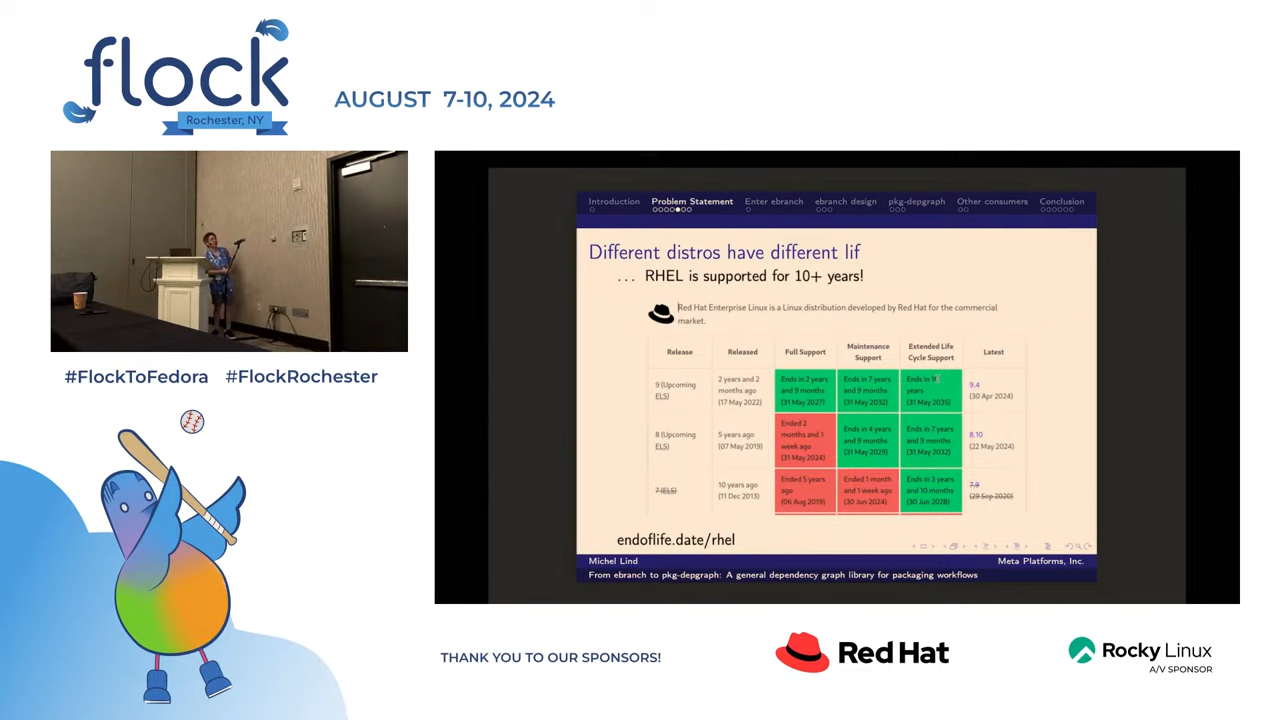 flock
Rochester, NY
AUGUST 7-10, 2024
Introduction Problem Statement Enter ebranch ebranch design pkg-depgraph Other consumers Conclusion
Different distros have different lif
... RHEL is supported for 10+ years!
Red Hat Enterprise Linux is a Linux distribution developed by Red Hat for the commercial
market.
Release Released Full Support Maintenance Support Extended Life Cycle Support Latest
9 (Upcoming ELS) 2 years and 2 months ago (17 May 2022) Ends in 2 years and 9 months (31 May 2027) Ends in 7 years and 9 months (31 May 2032) Ends in years (31 May 2035) 9.4 (30 Apr 2024)
8 (Upcoming ELS) 5 years ago (07 May 2019) Ended 2 months and 1 week ago (31 May 2024) Ends in 4 years and 9 months (31 May 2029) Ends in 7 years and 9 months (31 May 2032) 8.10 (22 May 2024)
7 (ELS) 10 years ago (11 Dec 2013) Ended 5 years ago (06 Aug 2019) Ended 1 month and 1 week ago (30 Jun 2024) Ends in 3 years and 10 months (30 Jun 2028) 7.9 (29 Sep 2020)
endoflife.date/rhel
Michel Lind Meta Platforms, Inc.
From ebranch to pkg-depgraph: A general dependency graph library for packaging workflows
#FlockToFedora #FlockRochester
THANK YOU TO OUR SPONSORS!
Red Hat
Rocky Linux
A/V SPONSOR